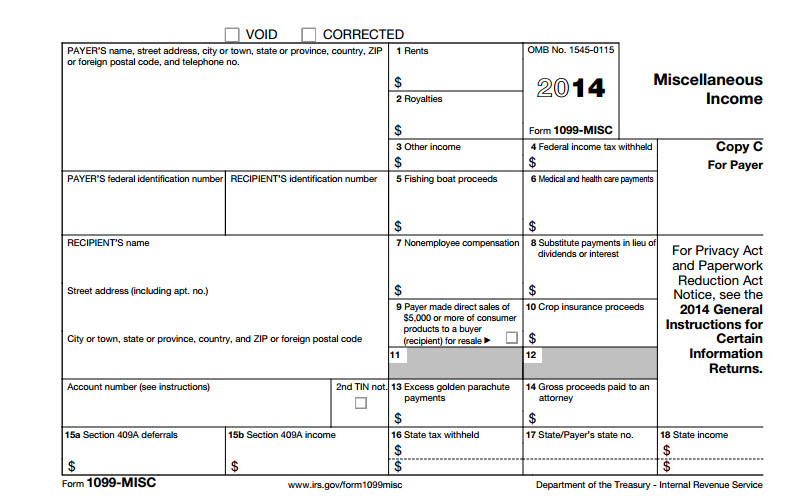 VOID CORRECTED
PAYER'S name, street address, city or town, state or province, country, ZIP
or foreign postal code, and telephone no.
1 Rents
$
2 Royalties
$
OMB No. 1545-0115
2014
Form 1099-MISC
Miscellaneous
Income
3 Other income
$
4 Federal income tax withheld
$
Copy C
For Payer
PAYER'S federal identification number
RECIPIENT'S identification number
5 Fishing boat proceeds
$
6 Medical and health care payments
$
RECIPIENT'S name
Street address (including apt. no.)
City or town, state or province, country, and ZIP or foreign postal code
7 Nonemployee compensation
$
8 Substitute payments in lieu of
dividends or interest
$
9 Payer made direct sales of
$5,000 or more of consumer
products to a buyer
(recipient) for resale ▶
10 Crop insurance proceeds
$
11
12
For Privacy Act
and Paperwork
Reduction Act
Notice, see the
2014 General
Instructions for
Certain
Information
Returns.
Account number (see instructions)
2nd TIN not.
13 Excess golden parachute
payments
$
14 Gross proceeds paid to an
attorney
$
15a Section 409A deferrals
$
15b Section 409A income
$
16 State tax withheld
$
$
17 State/Payer's state no.
18 State income
$
$
Form 1099-MISC
www.irs.gov/form1099misc
Department of the Treasury - Internal Revenue Service